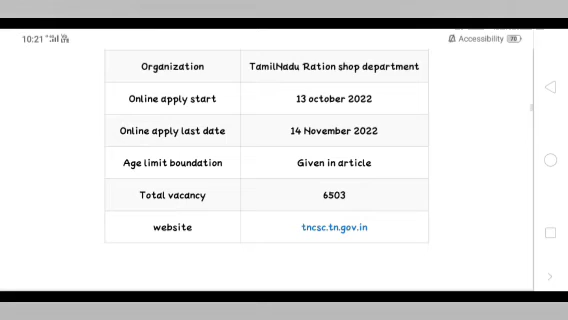 10:21
Accessibility 70
Organization TamilNadu Ration shop department
Online apply start 13 october 2022
Online apply last date 14 November 2022
Age limit boundation Given in article
Total vacancy 6503
website tncsc.tn.gov.in